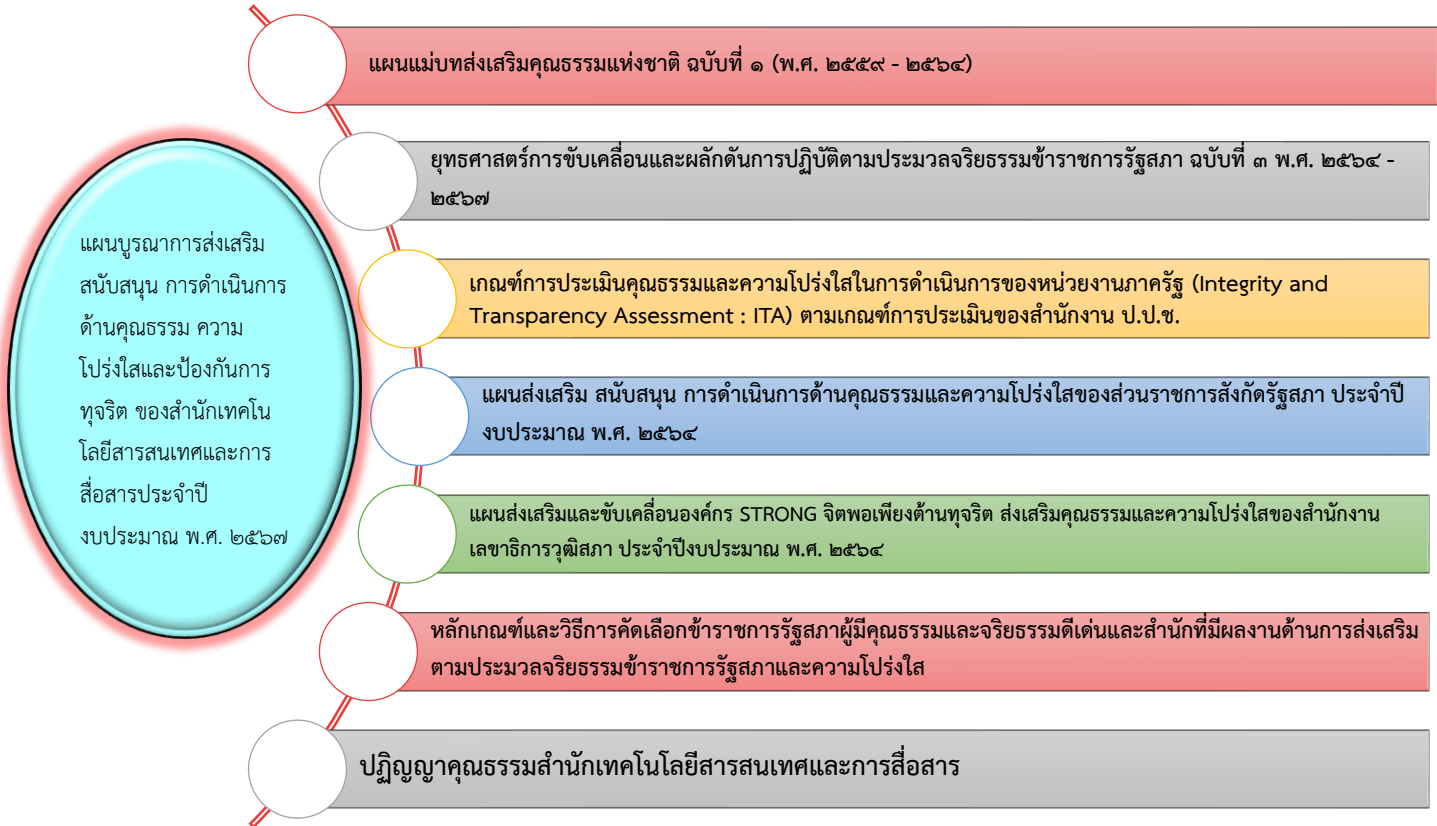 แผนแม่บทส่งเสริมคุณธรรมแห่งชาติ ฉบับที่ ๑ (พ.ศ. ๒๕๕๙ - ๒๕๖๔)
ยุทธศาสตร์การขับเคลื่อนและผลักดันการปฏิบัติตามประมวลจริยธรรมข้าราชการรัฐสภา ฉบับที่ ๓ พ.ศ. ๒๕๖๔ -
๒๕๖๗
แผนบูรณาการส่งเสริม
สนับสนุน การดำเนินการ
ด้านคุณธรรม ความ
โปร่งใสและป้องกันการ
ทุจริต ของสำนักเทคโน
โลยีสารสนเทศและการ
สื่อสารประจำปี
งบประมาณ พ.ศ. ๒๕๖๗
เกณฑ์การประเมินคุณธรรมและความโปร่งใสในการดำเนินการของหน่วยงานภาครัฐ (Integrity and
Transparency Assessment : ITA) ตามเกณฑ์การประเมินของสำนักงาน ป.ป.ช.
แผนส่งเสริม สนับสนุน การดำเนินการด้านคุณธรรมและความโปร่งใสของส่วนราชการสังกัดรัฐสภา ประจำปี
งบประมาณ พ.ศ. ๒๕๖๔
แผนส่งเสริมและขับเคลื่อนองค์กร STRONG จิตพอเพียงต้านทุจริต ส่งเสริมคุณธรรมและความโปร่งใสของสำนักงาน
เลขาธิการวุฒิสภา ประจำปีงบประมาณ พ.ศ. ๒๕๖๔
หลักเกณฑ์และวิธีการคัดเลือกข้าราชการรัฐสภาผู้มีคุณธรรมและจริยธรรมดีเด่นและสำนักที่มีผลงานด้านการส่งเสริม
ตามประมวลจริยธรรมข้าราชการรัฐสภาและความโปร่งใส
ปฏิญญาคุณธรรมสำนักเทคโนโลยีสารสนเทศและการสื่อสาร